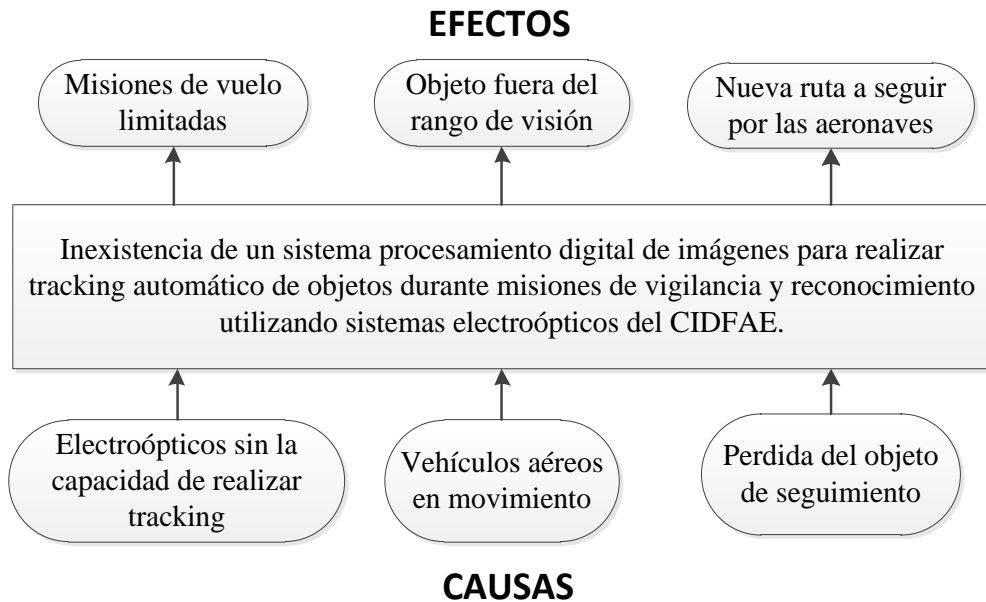 EFECTOS
Misiones de vuelo
limitadas
Objeto fuera del
rango de visión
Nueva ruta a seguir
por las aeronaves
Inexistencia de un sistema procesamiento digital de imágenes para realizar
tracking automático de objetos durante misiones de vigilancia y reconocimiento
utilizando sistemas electroópticos del CIDFAE.
Electroópticos sin la
capacidad de realizar
tracking
Vehículos aéreos
en movimiento
Perdida del objeto
de seguimiento
CAUSAS